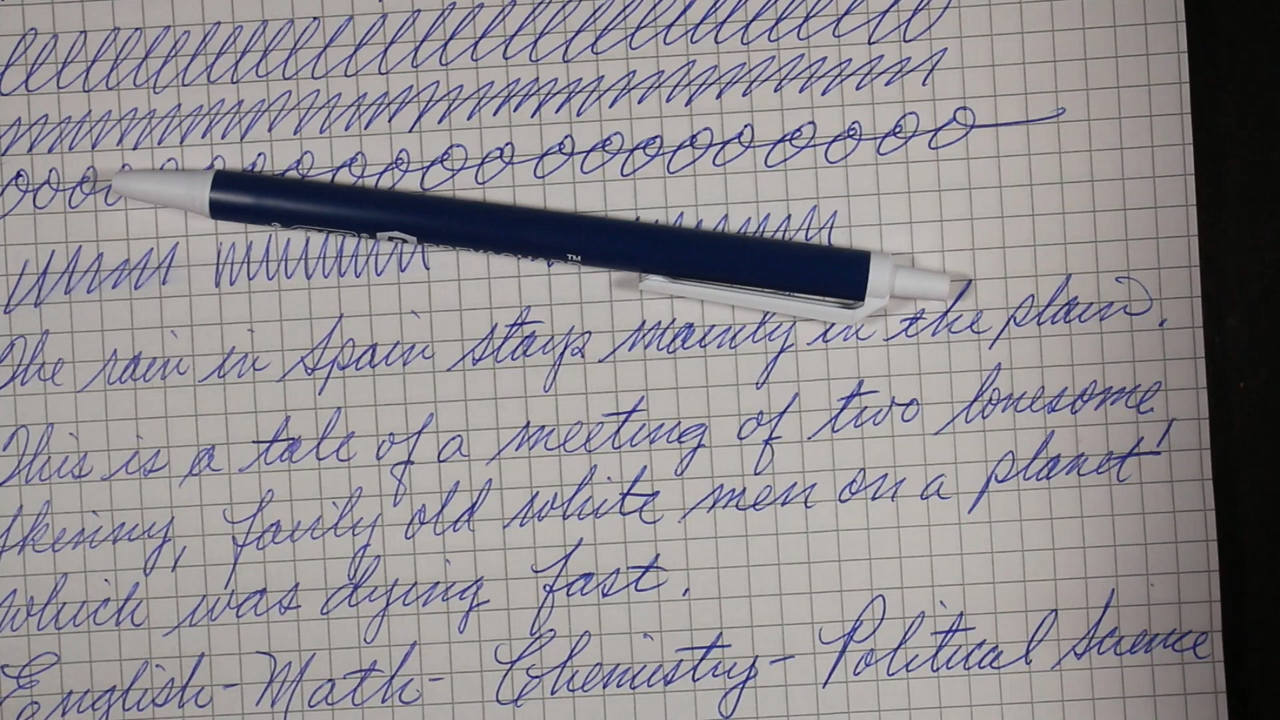 The rain in Spain stays mainly in the plain.
This is a tale of a meeting of two lonesome,
skinny, fairly old white men on a planet
which was dying fast.
English - Math - Chemistry - Political Science